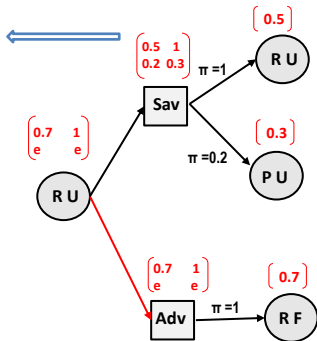 0.5
0.5 1
0.2 0.3
R U
π =1
Sav
0.7 1
e e
0.3
π =0.2
R U
P U
0.7 1
e e
0.7
π =1
Adv
R F